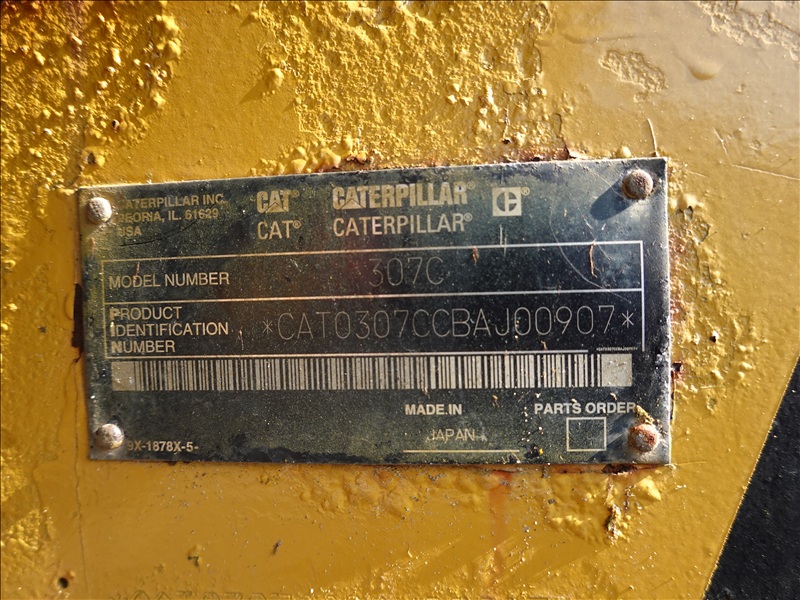 CATERPILLAR INC.
PEORIA, IL. 61629
USA
CAT CATERPILLAR
CAT® CATERPILLAR®
MODEL NUMBER 307C
PRODUCT
IDENTIFICATION
NUMBER
*CAT0307CCBAJ00907*
MADE IN
JAPAN
PARTS ORDER
9X-1878X-5-